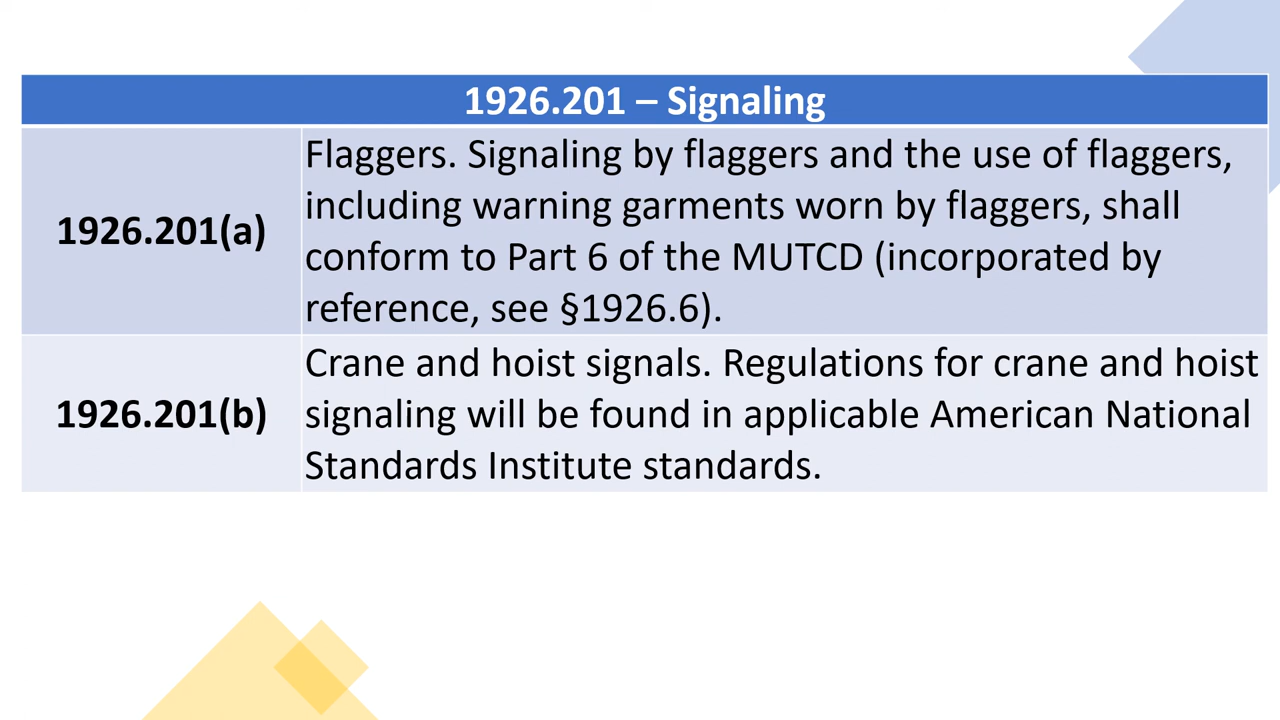 1926.201 – Signaling
1926.201(a)
Flaggers. Signaling by flaggers and the use of flaggers,
including warning garments worn by flaggers, shall
conform to Part 6 of the MUTCD (incorporated by
reference, see §1926.6).
1926.201(b)
Crane and hoist signals. Regulations for crane and hoist
signaling will be found in applicable American National
Standards Institute standards.